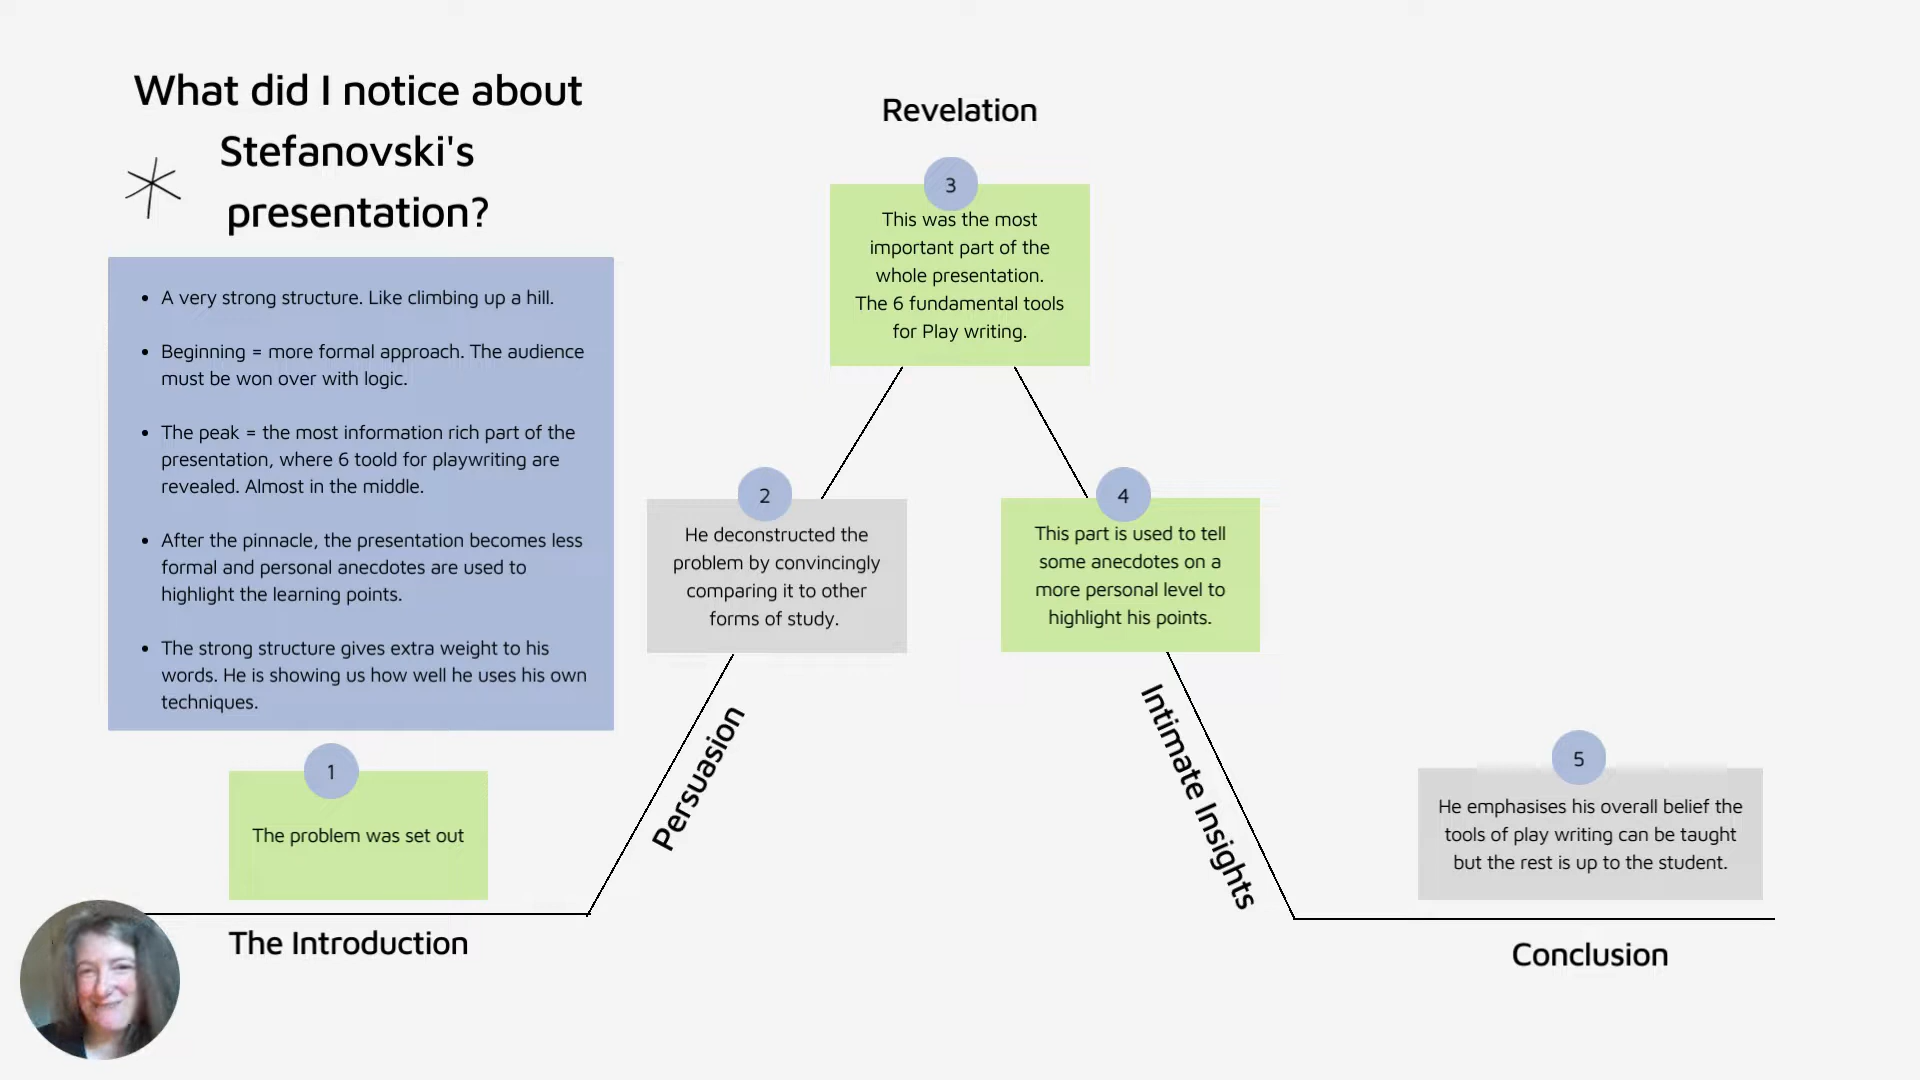 What did I notice about
Stefanovski's
presentation?
• A very strong structure. Like climbing up a hill.
• Beginning = more formal approach. The audience
must be won over with logic.
• The peak = the most information rich part of the
presentation, where 6 toold for playwriting are
revealed. Almost in the middle.
• After the pinnacle, the presentation becomes less
formal and personal anecdotes are used to
highlight the learning points.
• The strong structure gives extra weight to his
words. He is showing us how well he uses his own
techniques.
1
The problem was set out
The Introduction
Persuasion
2
He deconstructed the
problem by convincingly
comparing it to other
forms of study.
Revelation
3
This was the most
important part of the
whole presentation.
The 6 fundamental tools
for Play writing.
4
This part is used to tell
some anecdotes on a
more personal level to
highlight his points.
Intimate Insights
5
He emphasises his overall belief the
tools of play writing can be taught
but the rest is up to the student.
Conclusion